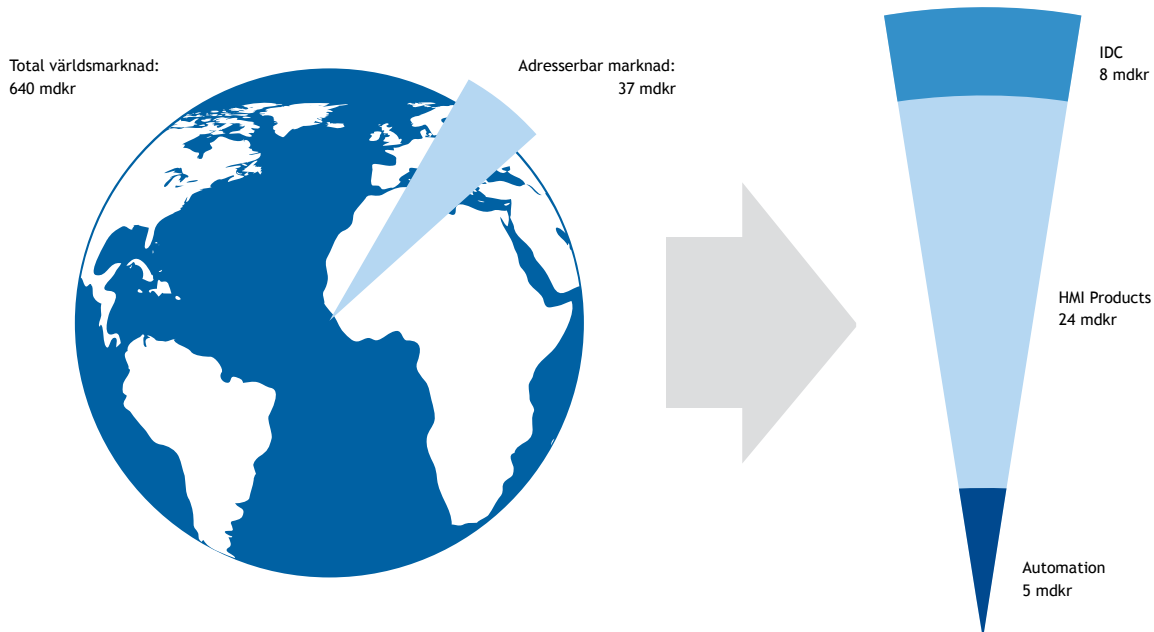 Total världsmarknad:
640 mdkr
Adresserbar marknad:
37 mdkr
IDC
8 mdkr
HMI Products
24 mdkr
Automation
5 mdkr